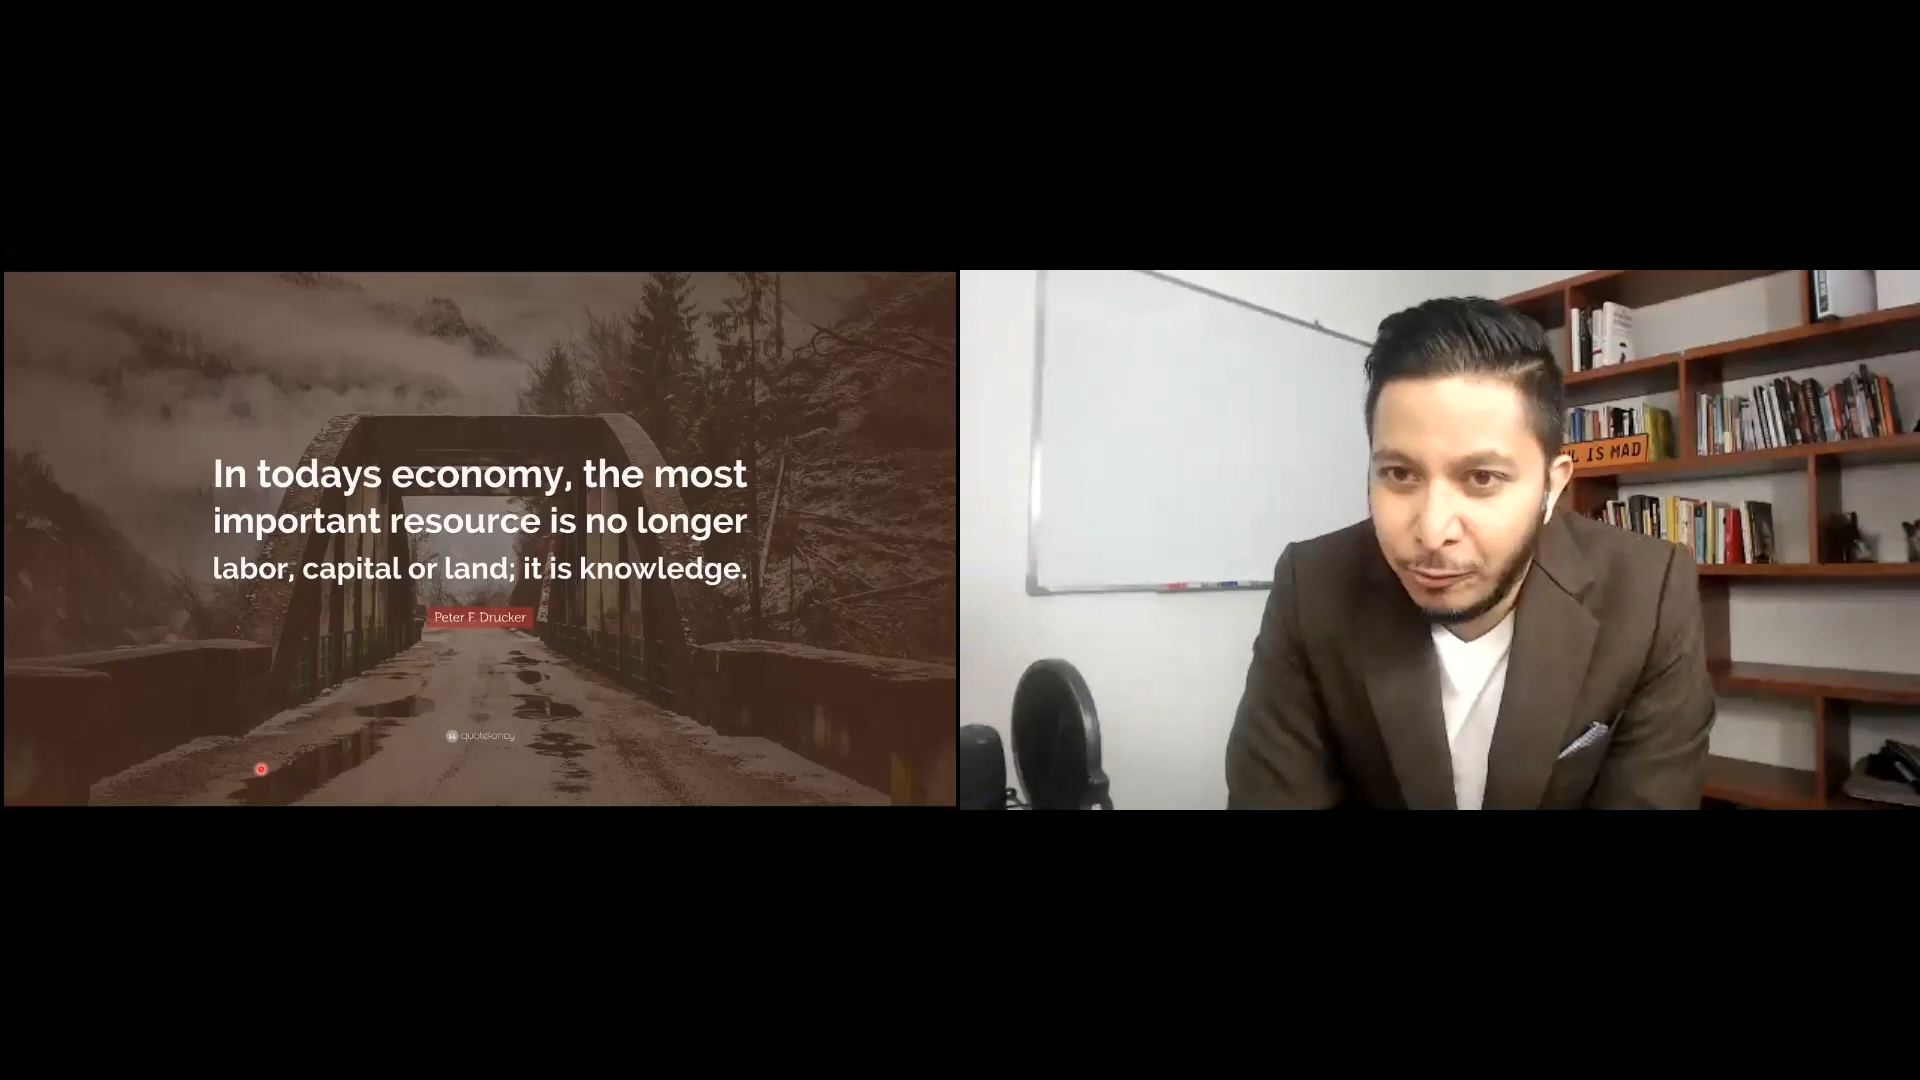 In todays economy, the most
important resource is no longer
labor, capital or land; it is knowledge.
Peter F. Drucker
quotefancy
L IS MAD